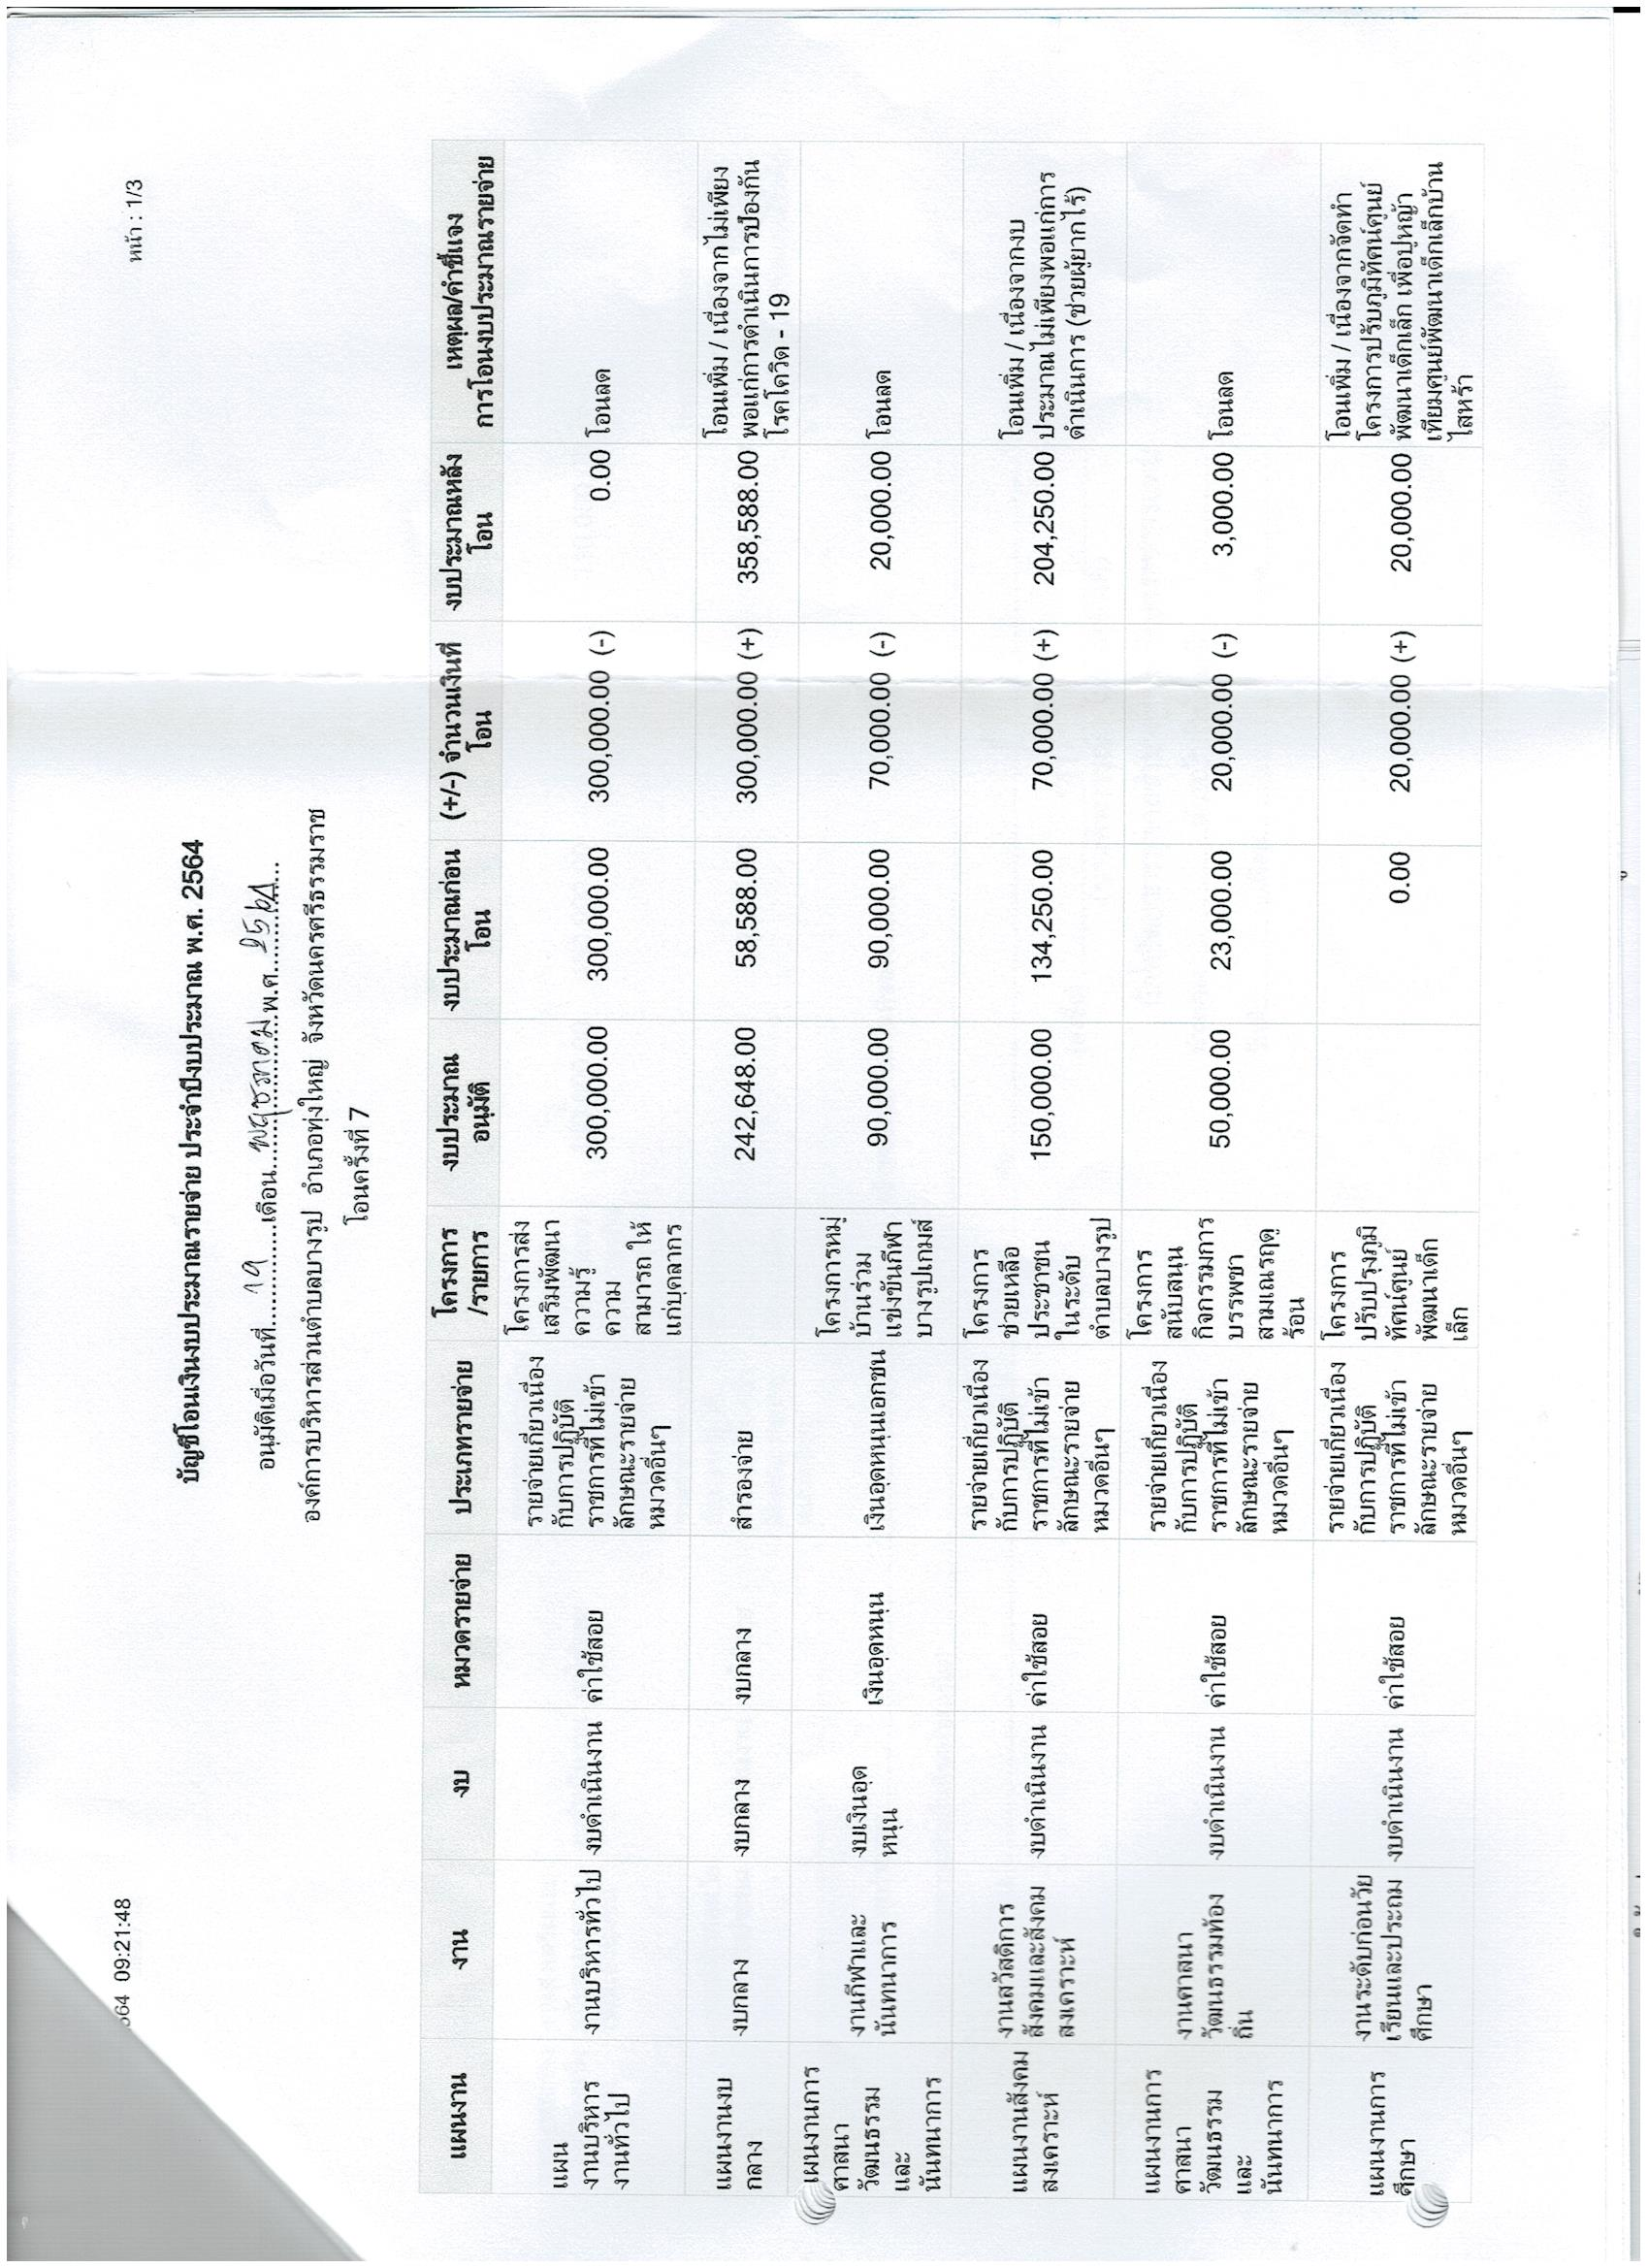 564 09:21:48
หน้า : 1/3
บัญชีโอนเงินงบประมาณรายจ่าย ประจำปีงบประมาณ พ.ศ. 2564
อนุมัติเมื่อวันที่....19....เดือน....พฤษภาคม....พ.ศ....2564....
องค์การบริหารส่วนตำบลบางรูป อำเภอทุ่งใหญ่ จังหวัดนครศรีธรรมราช
โอนครั้งที่ 7
แผนงาน
งาน
งบ
หมวดรายจ่าย
ประเภทรายจ่าย
โครงการ
/รายการ
งบประมาณ
อนุมัติ
งบประมาณก่อน
โอน
(+/-) จำนวนเงินที่
โอน
งบประมาณหลัง
โอน
เหตุผล/คำชี้แจง
การโอนงบประมาณรายจ่าย
แผน
งานบริหาร
งานทั่วไป
งานบริหารทั่วไป
งบดำเนินงาน
ค่าใช้สอย
รายจ่ายเกี่ยวเนื่อง
กับการปฏิบัติ
ราชการที่ไม่เข้า
ลักษณะรายจ่าย
หมวดอื่นๆ
โครงการส่ง
เสริมพัฒนา
ความรู้
ความ
สามารถ ให้
แก่บุคลากร
300,000.00
300,000.00
300,000.00 (-)
0.00
โอนลด
แผนงานงบ
กลาง
งบกลาง
งบกลาง
งบกลาง
สำรองจ่าย
242,648.00
58,588.00
300,000.00 (+)
358,588.00
โอนเพิ่ม / เนื่องจากไม่เพียง
พอแก่การดำเนินการป้องกัน
โรคโควิด - 19
แผนงานการ
ศาสนา
วัฒนธรรม
และ
นันทนาการ
งานกีฬาและ
นันทนาการ
งบเงินอุด
หนุน
เงินอุดหนุน
เงินอุดหนุนเอกชน
โครงการหมู่
บ้านร่วม
แข่งขันกีฬา
บางรูปเกมส์
90,000.00
90,000.00
70,000.00 (-)
20,000.00
โอนลด
แผนงานสังคม
สงเคราะห์
งานสวัสดิการ
สังคมและสังคม
สงเคราะห์
งบดำเนินงาน
ค่าใช้สอย
รายจ่ายเกี่ยวเนื่อง
กับการปฏิบัติ
ราชการที่ไม่เข้า
ลักษณะรายจ่าย
หมวดอื่นๆ
โครงการ
ช่วยเหลือ
ประชาชน
ในระดับ
ตำบลบางรูป
150,000.00
134,250.00
70,000.00 (+)
204,250.00
โอนเพิ่ม / เนื่องจากงบ
ประมาณไม่เพียงพอแก่การ
ดำเนินการ (ช่วยผู้ยากไร้)
แผนงานการ
ศาสนา
วัฒนธรรม
และ
นันทนาการ
งานศาสนา
วัฒนธรรมท้อง
ถิ่น
งบดำเนินงาน
ค่าใช้สอย
รายจ่ายเกี่ยวเนื่อง
กับการปฏิบัติ
ราชการที่ไม่เข้า
ลักษณะรายจ่าย
หมวดอื่นๆ
โครงการ
สนับสนุน
กิจกรรมการ
บรรพชา
สามเณรฤดู
ร้อน
50,000.00
23,000.00
20,000.00 (-)
3,000.00
โอนลด
แผนงานการ
ศึกษา
งานระดับก่อนวัย
เรียนและประถม
ศึกษา
งบดำเนินงาน
ค่าใช้สอย
รายจ่ายเกี่ยวเนื่อง
กับการปฏิบัติ
ราชการที่ไม่เข้า
ลักษณะรายจ่าย
หมวดอื่นๆ
โครงการ
ปรับปรุงภูมิ
ทัศน์ศูนย์
พัฒนาเด็ก
เล็ก
0.00
20,000.00 (+)
20,000.00
โอนเพิ่ม / เนื่องจากจัดทำ
โครงการปรับภูมิทัศน์ศูนย์
พัฒนาเด็กเล็ก เพื่อปูหญ้า
เทียมศูนย์พัฒนาเด็กเล็กบ้าน
ไสหร้า